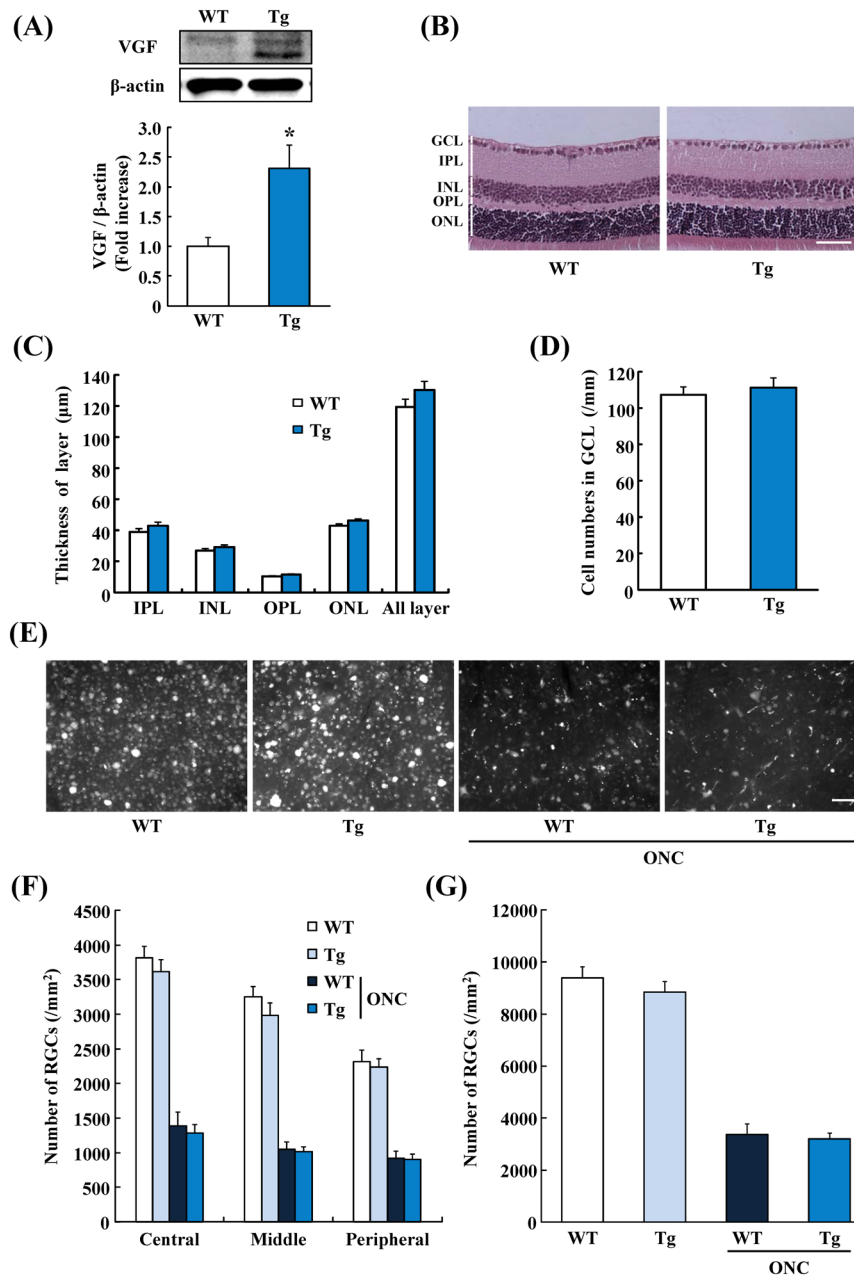 (A)
WT Tg
VGF
β-actin
VGF / β-actin
(Fold increase)
3.0
2.5
2.0
1.5
1.0
0.5
0
*
WT Tg
(B)
GCL
IPL
INL
OPL
ONL
WT Tg
(C)
Thickness of layer (μm)
140
120
100
80
60
40
20
0
WT
Tg
IPL INL OPL ONL All layer
(D)
Cell numbers in GCL (/mm)
120
100
80
60
40
20
0
WT Tg
(E)
WT Tg WT Tg
ONC
(F)
Number of RGCs (/mm²)
4500
4000
3500
3000
2500
2000
1500
1000
500
0
WT
Tg
WT
Tg
ONC
Central Middle Peripheral
(G)
Number of RGCs (/mm²)
12000
10000
8000
6000
4000
2000
0
WT Tg WT Tg
ONC